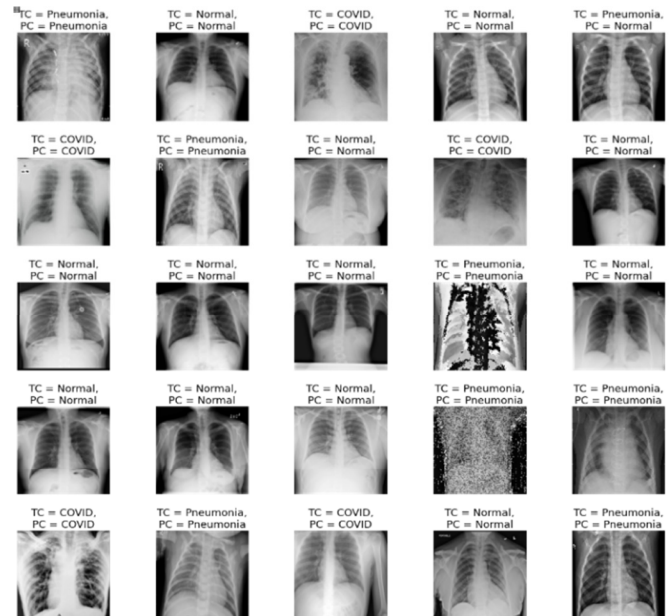 TC = Pneumonia,
PC = Pneumonia
TC = Normal,
PC = Normal
TC = COVID,
PC = COVID
TC = Normal,
PC = Normal
TC = Pneumonia,
PC = Pneumonia
TC = COVID,
PC = COVID
TC = Pneumonia,
PC = Pneumonia
TC = Normal,
PC = Normal
TC = COVID,
PC = COVID
TC = Normal,
PC = Normal
TC = Normal,
PC = Normal
TC = Normal,
PC = Normal
TC = Normal,
PC = Normal
TC = Pneumonia,
PC = Pneumonia
TC = Normal,
PC = Normal
TC = Normal,
PC = Normal
TC = Normal,
PC = Normal
TC = Normal,
PC = Normal
TC = Pneumonia,
PC = Pneumonia
TC = Pneumonia,
PC = Pneumonia
TC = COVID,
PC = COVID
TC = Pneumonia,
PC = Pneumonia
TC = COVID,
PC = COVID
TC = Normal,
PC = Normal
TC = Pneumonia,
PC = Pneumonia